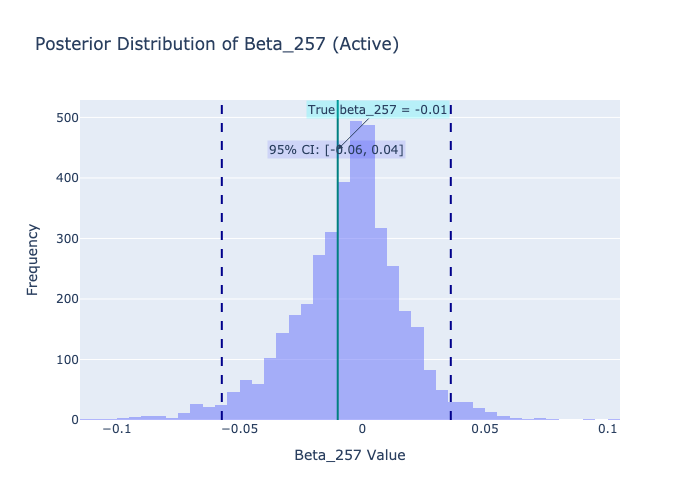 Posterior Distribution of Beta_257 (Active)
True beta_257 = -0.01
95% CI: [-0.06, 0.04]
500
400
300
200
100
0
Frequency
−0.1
−0.05
0
0.05
0.1
Beta_257 Value